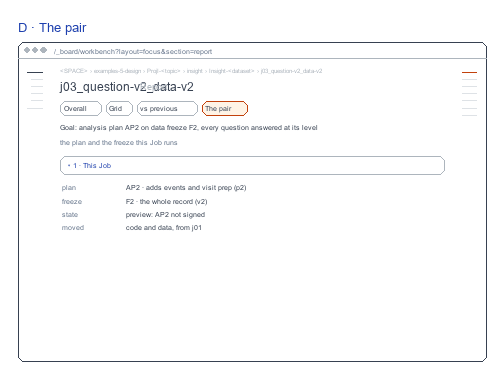 D · The pair
/_board/workbench?layout=focus&section=report
<SPACE> › examples-5-design › Proj-<topic> › insight › insight-<dataset> › j03_question-v2_data-v2
j03_question-v2_data-v2
Overall Grid vs previous The pair
Goal: analysis plan AP2 on data freeze F2, every question answered at its level
the plan and the freeze this Job runs
• 1 · This Job
plan AP2 · adds events and visit prep (p2)
freeze F2 · the whole record (v2)
state preview: AP2 not signed
moved code and data, from j01